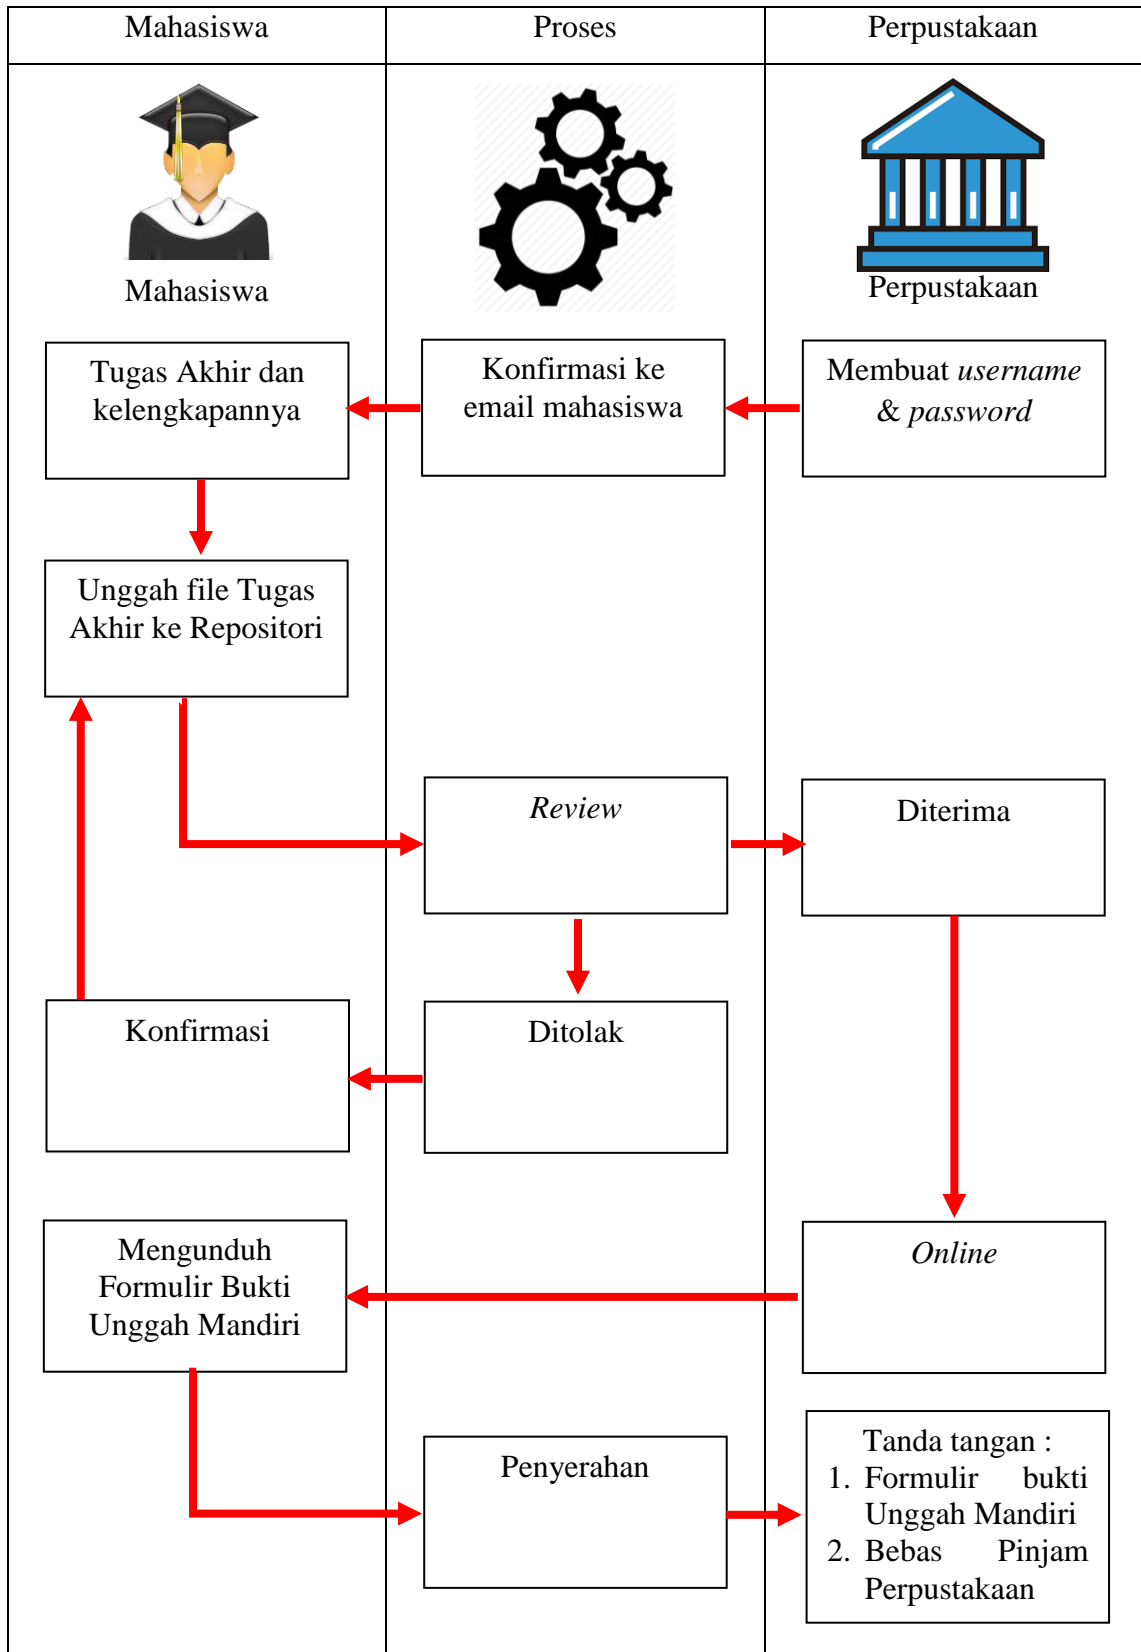 Mahasiswa
Proses
Perpustakaan
Mahasiswa
Perpustakaan
Tugas Akhir dan
kelengkapannya
Konfirmasi ke
email mahasiswa
Membuat username
& password
Unggah file Tugas
Akhir ke Repositori
Review
Diterima
Konfirmasi
Ditolak
Mengunduh
Formulir Bukti
Unggah Mandiri
Online
Penyerahan
Tanda tangan :
1. Formulir bukti
Unggah Mandiri
2. Bebas Pinjam
Perpustakaan